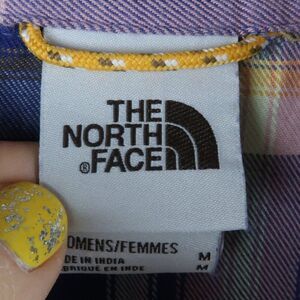 THE
NORTH
®FACE
OMENS/FEMMES M
DE IN INDIA M
BRIQUE EN INDE